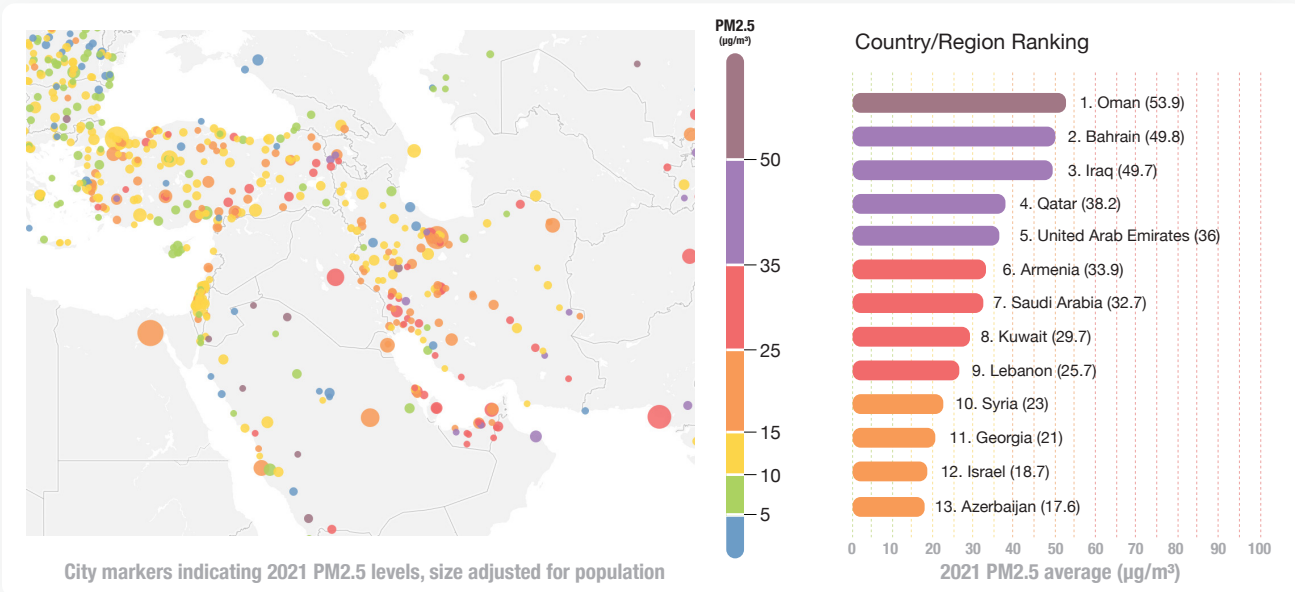 PM2.5
(µg/m³)
50
35
25
15
10
5
City markers indicating 2021 PM2.5 levels, size adjusted for population
Country/Region Ranking
1. Oman (53.9)
2. Bahrain (49.8)
3. Iraq (49.7)
4. Qatar (38.2)
5. United Arab Emirates (36)
6. Armenia (33.9)
7. Saudi Arabia (32.7)
8. Kuwait (29.7)
9. Lebanon (25.7)
10. Syria (23)
11. Georgia (21)
12. Israel (18.7)
13. Azerbaijan (17.6)
0 10 20 30 40 50 60 70 80 90 100
2021 PM2.5 average (µg/m³)